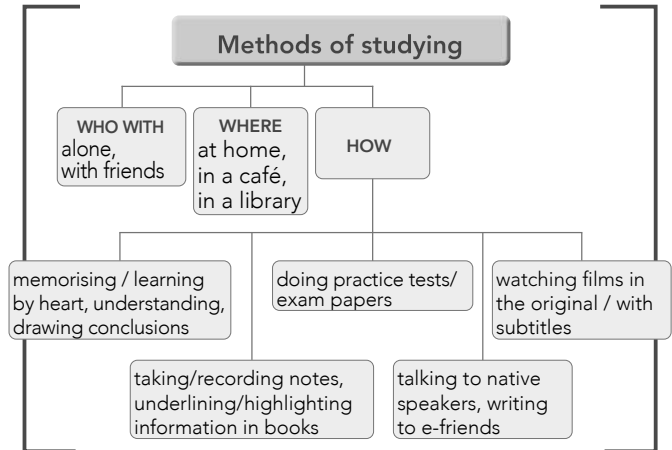 Methods of studying
WHO WITH
alone,
with friends
WHERE
at home,
in a café,
in a library
HOW
memorising / learning
by heart, understanding,
drawing conclusions
doing practice tests/
exam papers
watching films in
the original / with
subtitles
taking/recording notes,
underlining/highlighting
information in books
talking to native
speakers, writing
to e-friends